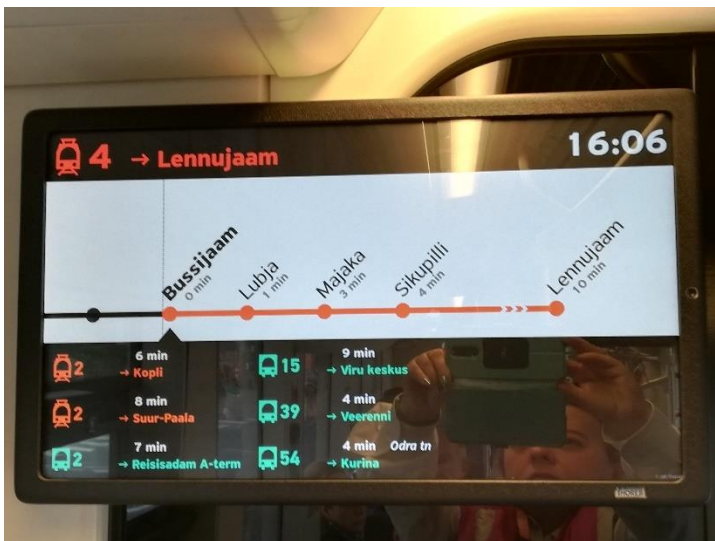 4 → Lennujaam
16:06
Bussijaam
0 min
Lubja
1 min
Majaka
3 min
Sikupilli
4 min
Lennujaam
10 min
2
6 min
→ Kopli
2
8 min
→ Suur-Paala
2
7 min
→ Reisisadam A-term
15
9 min
→ Viru keskus
39
4 min
→ Veerenni
54
4 min Odra tn
→ Kurina